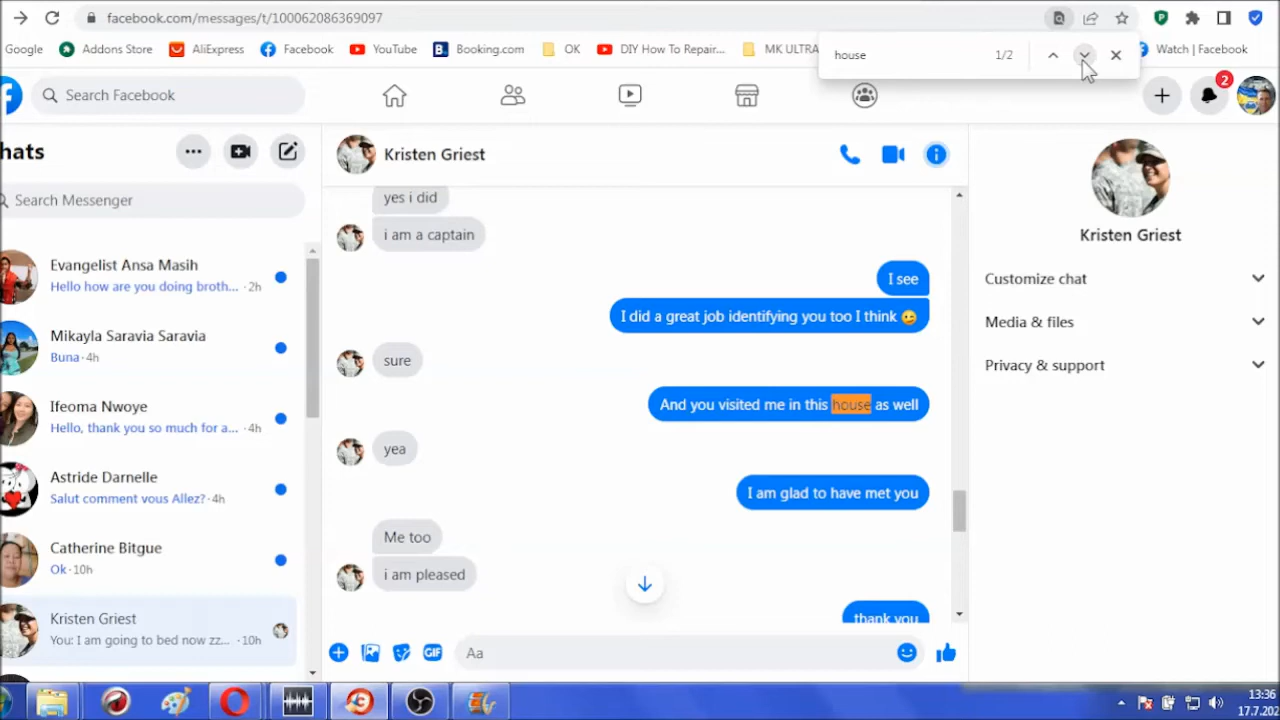 facebook.com/messages/t/100062086369097
Google
Addons Store
AliExpress
Facebook
YouTube
Booking.com
OK
DIY How To Repair...
MK ULTRA
Watch | Facebook
house
1/2
Search Facebook
2
hats
Search Messenger
Evangelist Ansa Masih
Hello how are you doing broth... · 2h
Mikayla Saravia Saravia
Buna · 4h
Ifeoma Nwoye
Hello, thank you so much for a... · 4h
Astride Darnelle
Salut comment vous Allez? · 4h
Catherine Bitgue
Ok · 10h
Kristen Griest
You: I am going to bed now zz... · 10h
Kristen Griest
yes i did
i am a captain
I see
I did a great job identifying you too I think 😉
sure
And you visited me in this house as well
yea
I am glad to have met you
Me too
i am pleased
thank you
GIF
Aa
Kristen Griest
Customize chat
Media & files
Privacy & support
13:36
17.7.202